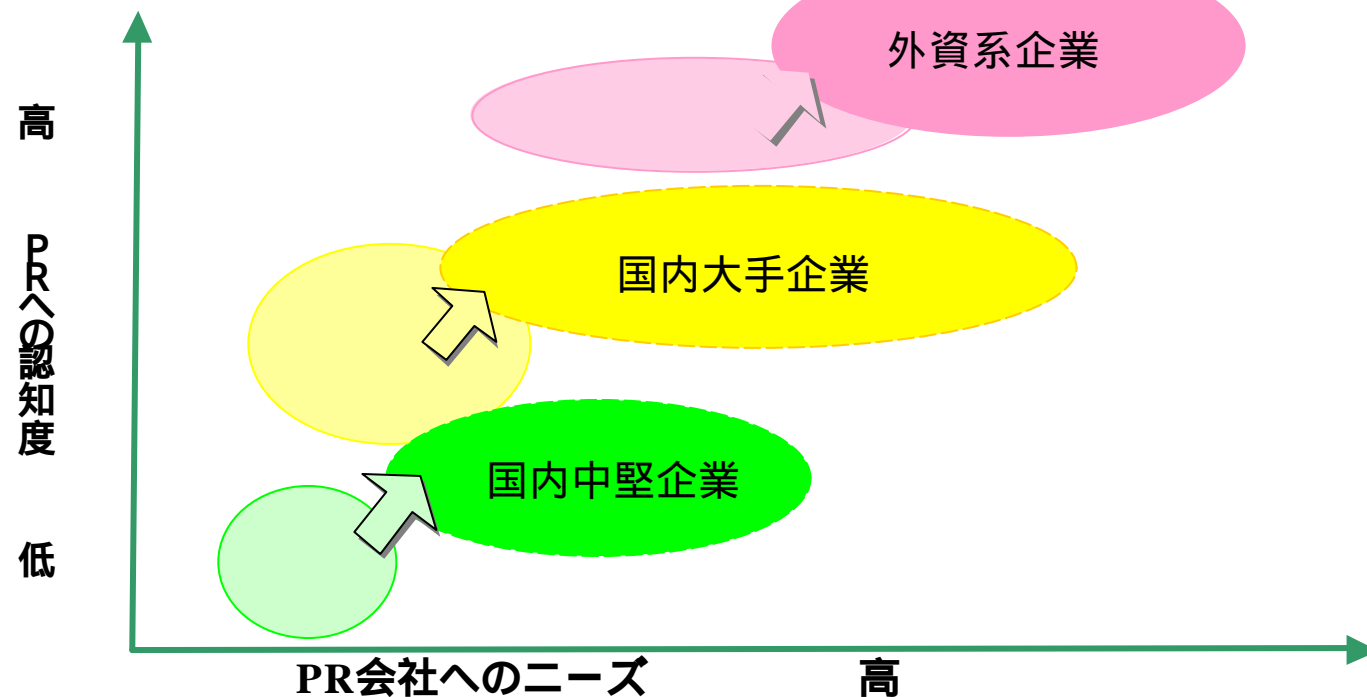 外資系企業
高
PRへの認知度
国内大手企業
国内中堅企業
低
PR会社へのニーズ
高